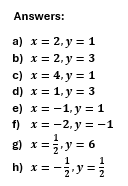 Answers:
a) x = 2, y = 1
b) x = 2, y = 3
c) x = 4, y = 1
d) x = 1, y = 3
e) x = −1, y = 1
f) x = −2, y = −1
g) x = 1/2, y = 6
h) x = −1/2, y = 1/2